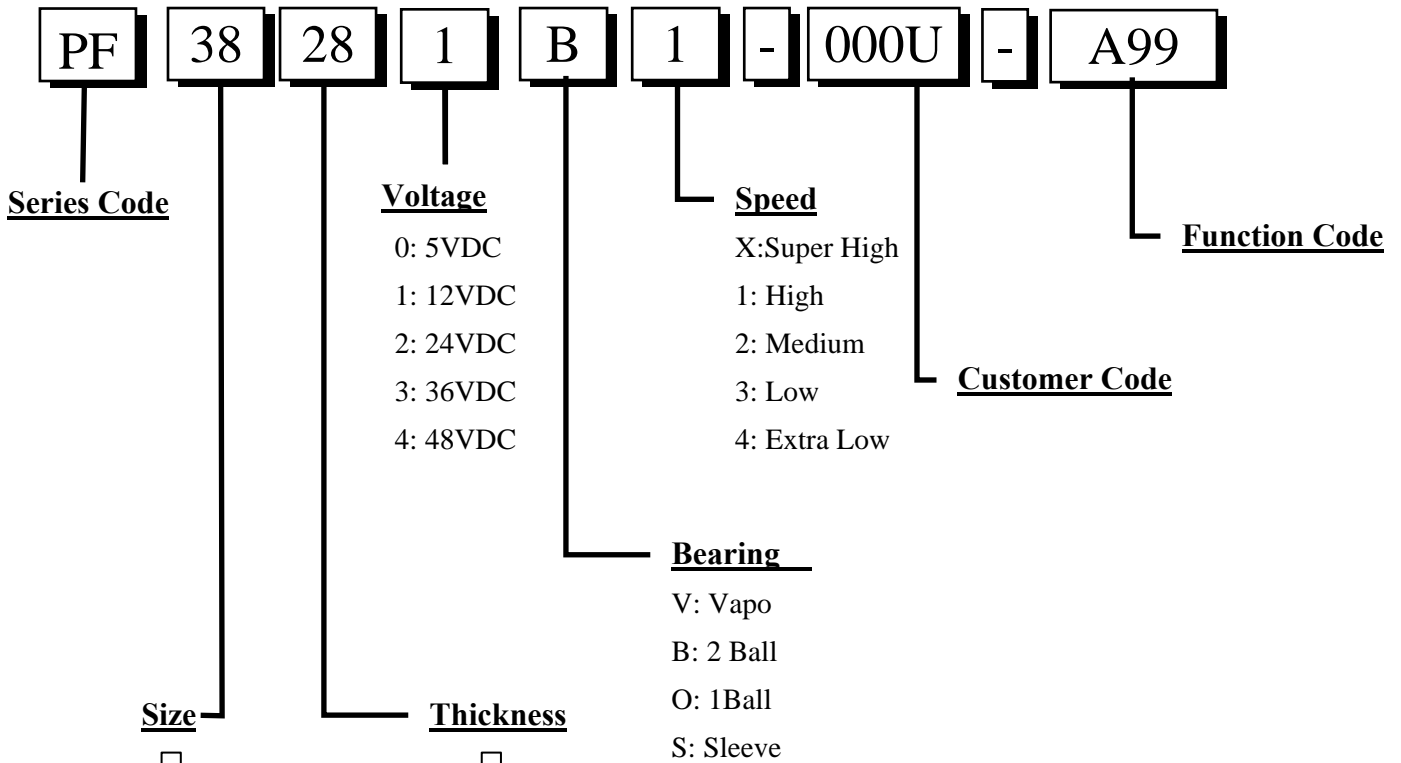 PF 38 28 1 B 1 - 000U - A99
Series Code
Voltage
0: 5VDC
1: 12VDC
2: 24VDC
3: 36VDC
4: 48VDC
Speed
X:Super High
1: High
2: Medium
3: Low
4: Extra Low
Function Code
Customer Code
Bearing
V: Vapo
B: 2 Ball
O: 1Ball
S: Sleeve
Size
Thickness